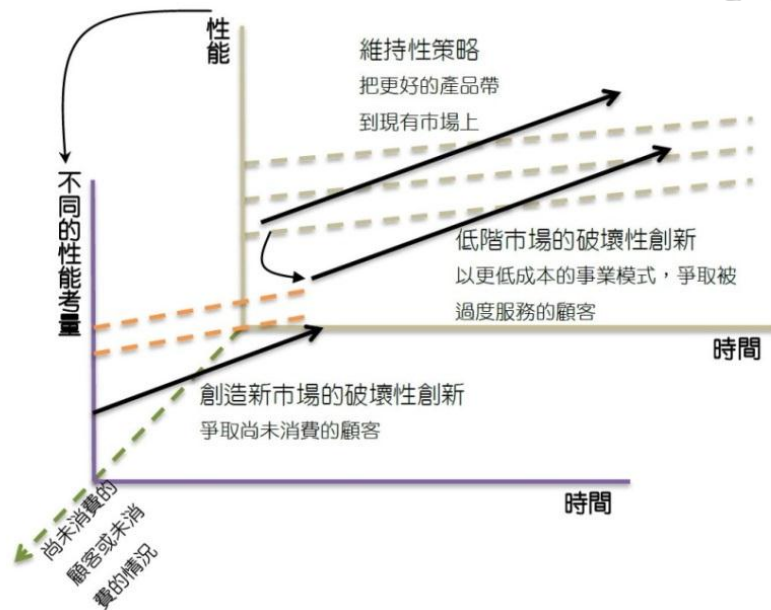 性能
維持性策略
把更好的產品帶
到現有市場上
不同的性能考量
低階市場的破壞性創新
以更低成本的事業模式，爭取被
過度服務的顧客
時間
創造新市場的破壞性創新
爭取尚未消費的顧客
時間
尚未消費的
顧客或未消
費的情況